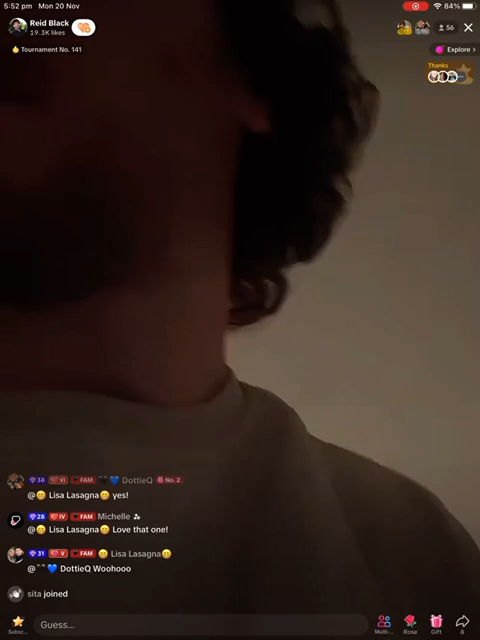 5:52 pm Mon 20 Nov
84%
Reid Black
19.3K likes
56
Tournament No. 141
Explore
Thanks
38 VI FAM DottieQ No. 2
@ Lisa Lasagna yes!
28 IV FAM Michelle
@ Lisa Lasagna Love that one!
31 V FAM Lisa Lasagna
@ DottieQ Woohooo
sita joined
Subsc...
Guess...
Multi-...
Rose
Gift
8